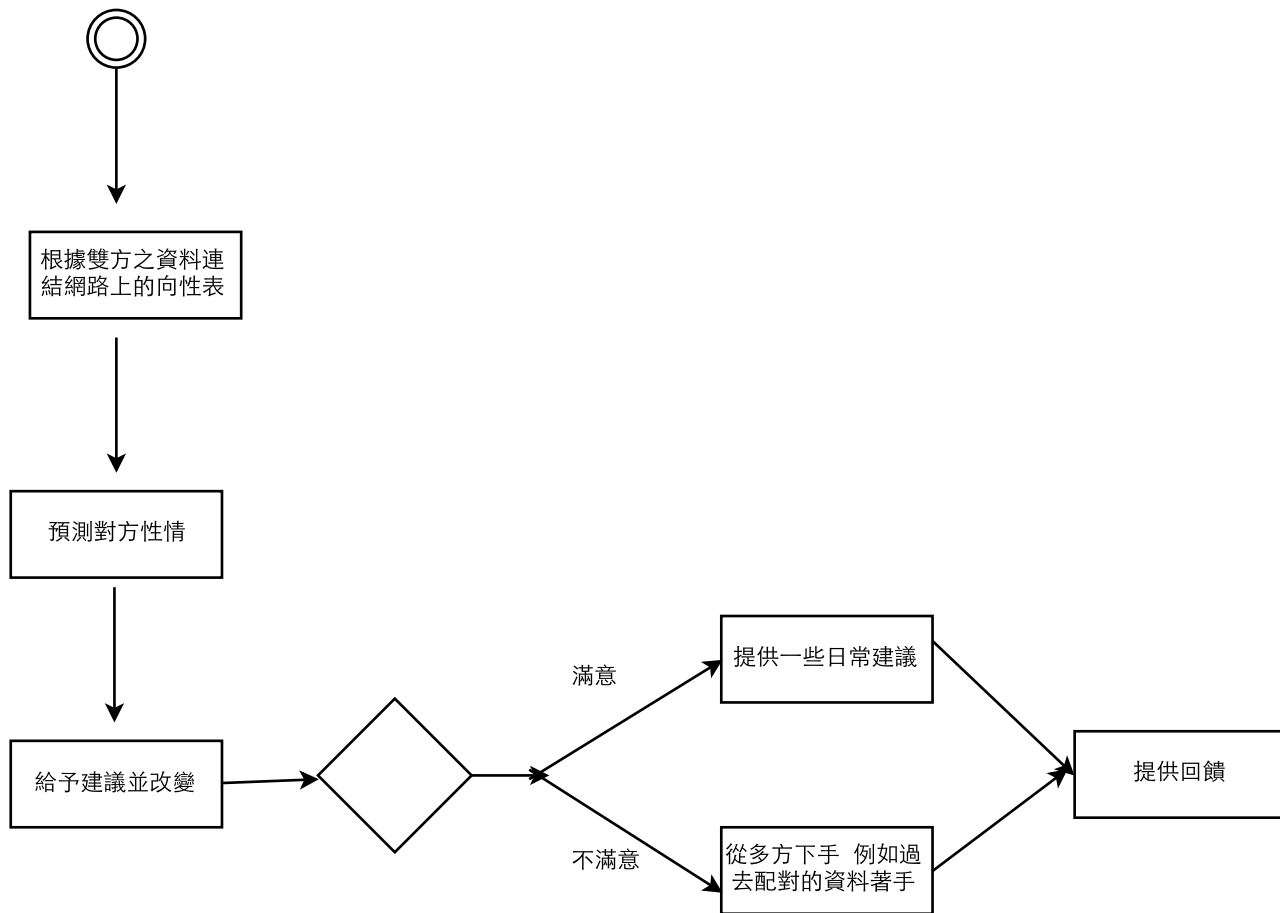 根據雙方之資料連
結網路上的向性表
預測對方性情
給予建議並改變
滿意
不滿意
提供一些日常建議
從多方下手 例如過
去配對的資料著手
提供回饋